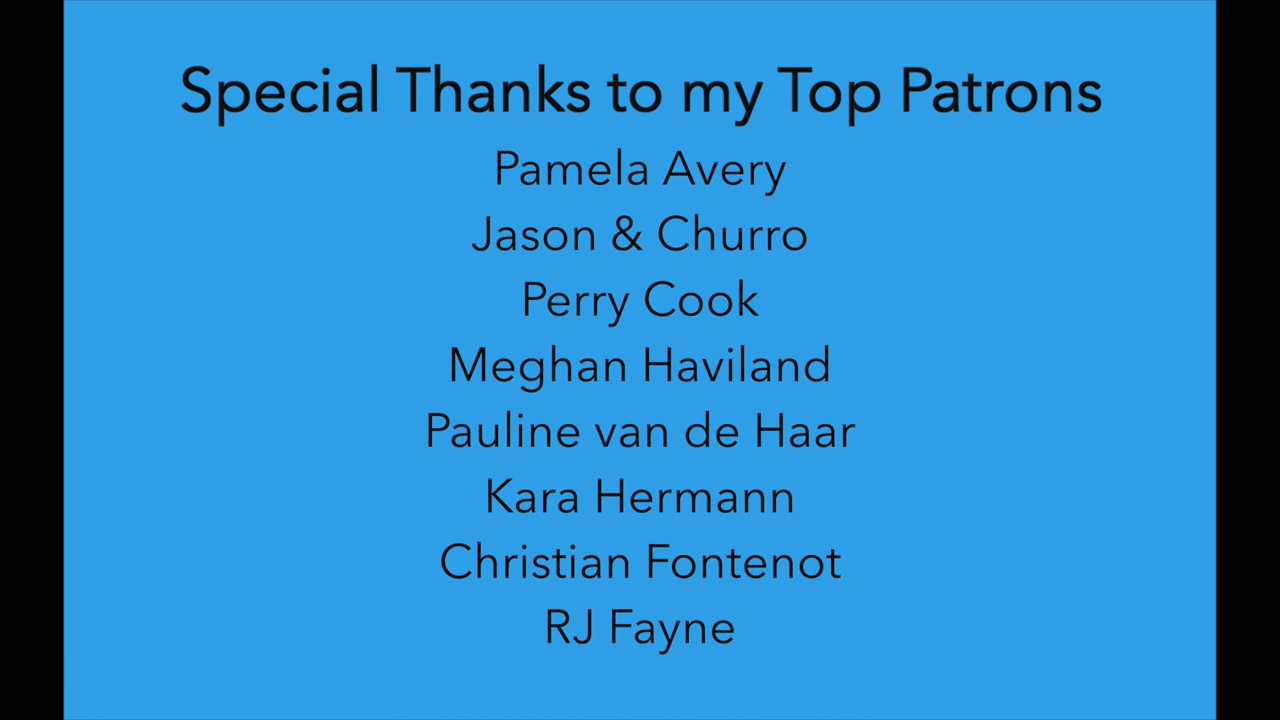 Special Thanks to my Top Patrons
Pamela Avery
Jason & Churro
Perry Cook
Meghan Haviland
Pauline van de Haar
Kara Hermann
Christian Fontenot
RJ Fayne